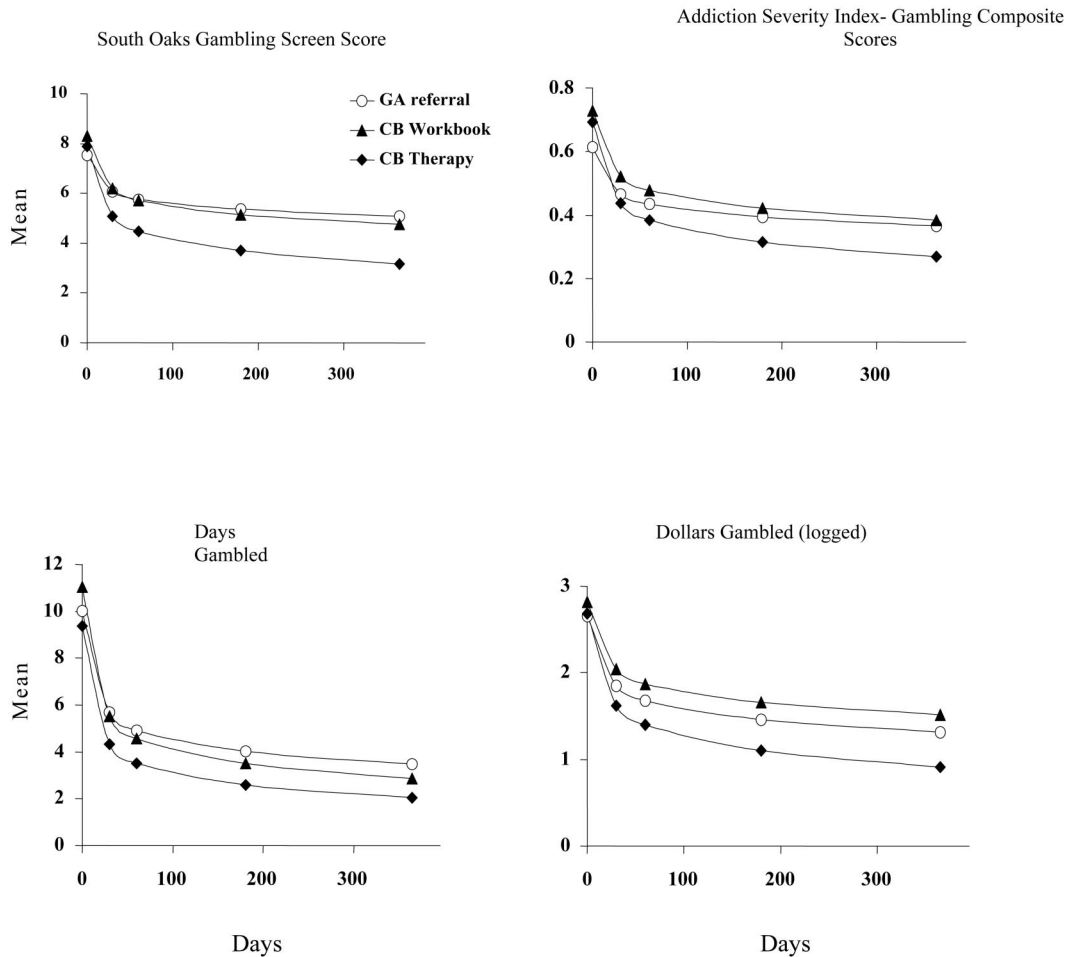 South Oaks Gambling Screen Score
10
8
6
4
2
0
Mean
0 100 200 300
GA referral
CB Workbook
CB Therapy
Addiction Severity Index- Gambling Composite
Scores
0.8
0.6
0.4
0.2
0
0 100 200 300
Days
Gambled
12
10
8
6
4
2
0
Mean
0 100 200 300
Days
Dollars Gambled (logged)
3
2
1
0
0 100 200 300
Days